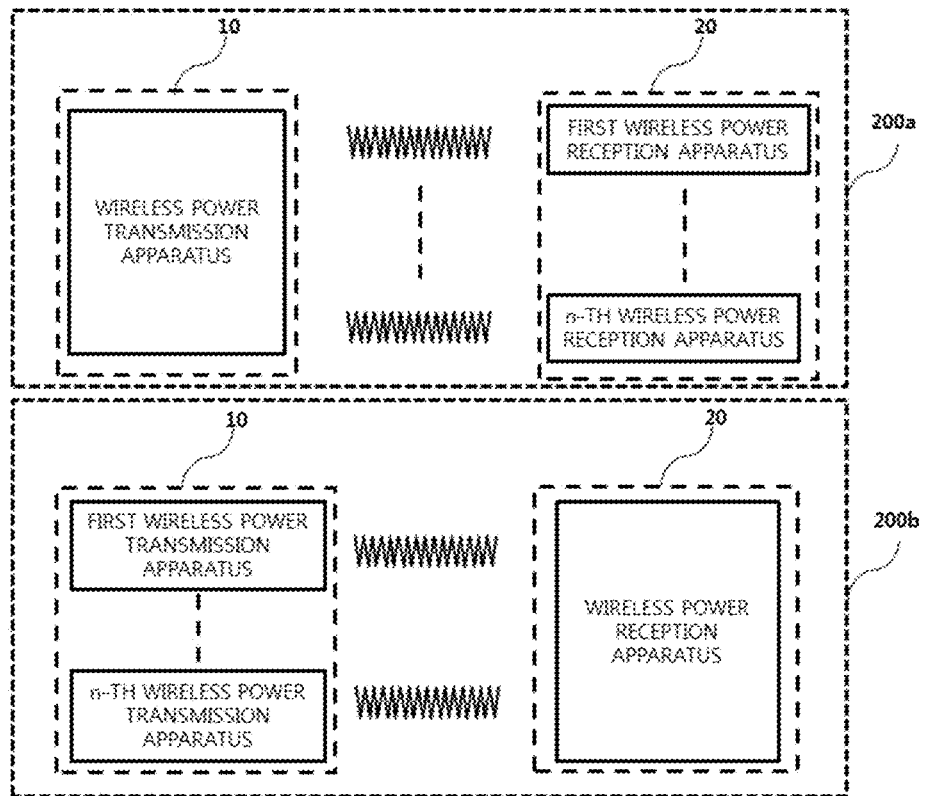 10
20
200a
WIRELESS POWER
TRANSMISSION
APPARATUS
FIRST WIRELESS POWER
RECEPTION APPARATUS
n-TH WIRELESS POWER
RECEPTION APPARATUS
10
20
200b
FIRST WIRELESS POWER
TRANSMISSION
APPARATUS
n-TH WIRELESS POWER
TRANSMISSION
APPARATUS
WIRELESS POWER
RECEPTION
APPARATUS